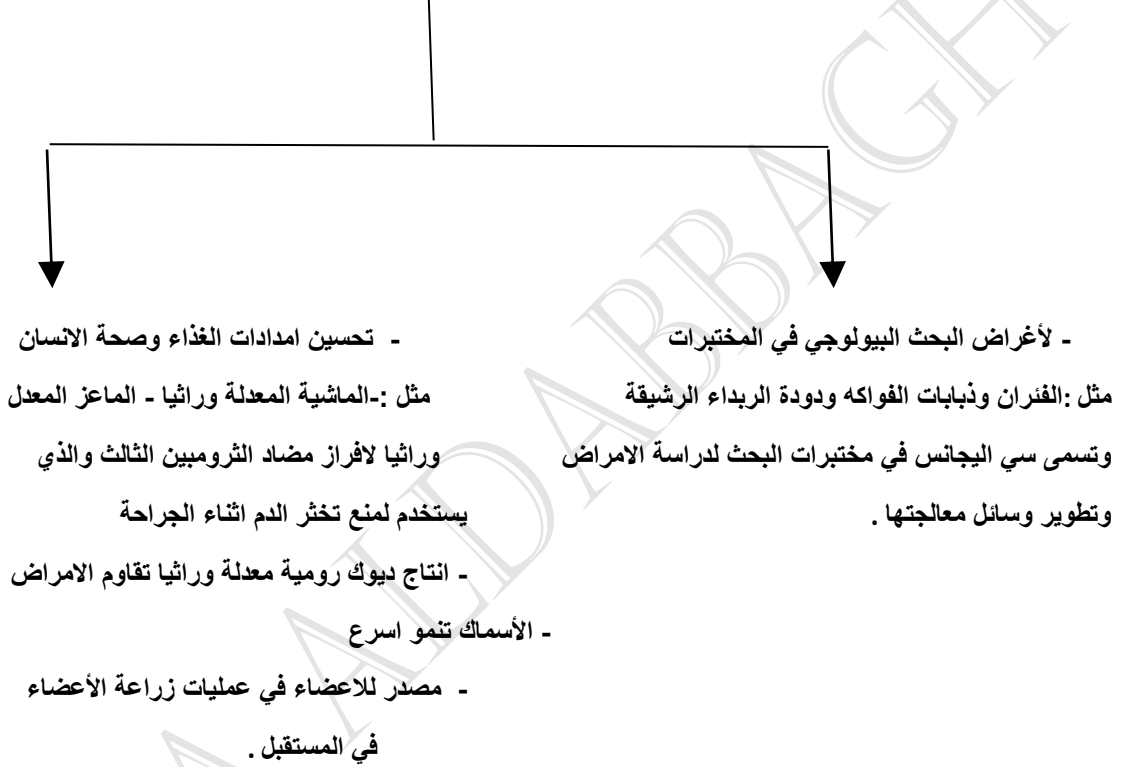 - لأغراض البحث البيولوجي في المختبرات
مثل :الفئران وذبابات الفواكه ودودة الربداء الرشيقة
وتسمى سي اليجانس في مختبرات البحث لدراسة الامراض
وتطوير وسائل معالجتها .
- تحسين امدادات الغذاء وصحة الانسان
مثل :-الماشية المعدلة وراثيا - الماعز المعدل
وراثيا لافراز مضاد الثرومبين الثالث والذي
يستخدم لمنع تخثر الدم اثناء الجراحة
- انتاج ديوك رومية معدلة وراثيا تقاوم الامراض
- الأسماك تنمو اسرع
- مصدر للاعضاء في عمليات زراعة الأعضاء
في المستقبل .
A ALDABBAGH